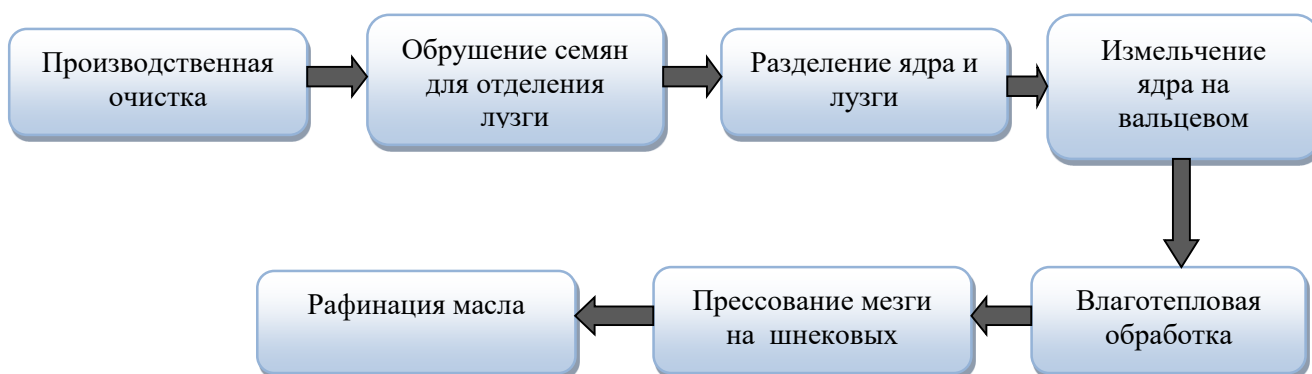 Производственная
очистка
Обрушение семян
для отделения
лузги
Разделение ядра и
лузги
Измельчение
ядра на
вальцевом
Влаготепловая
обработка
Прессование мезги
на шнековых
Рафинация масла